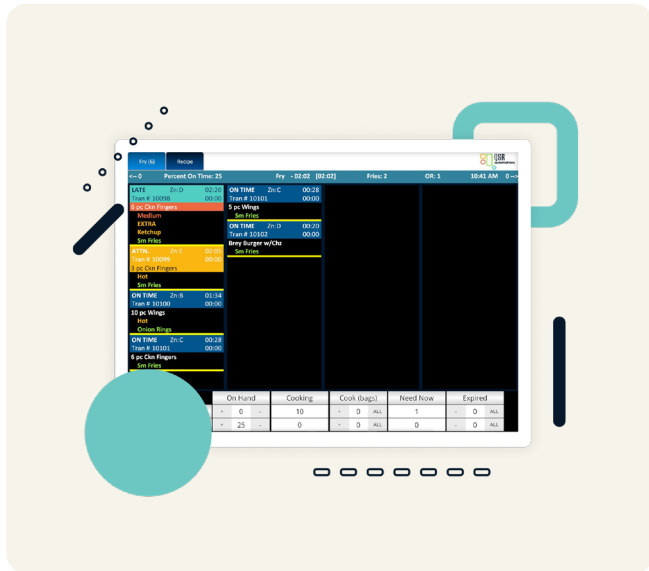 Fry (6) Recipe QSR
<-- 0 Percent On Time: 25 Fry - 02:02 [02:02] Fries: 2 OR: 1 10:41 AM 0 -->
LATE Zn:D 02:20
Tran # 10098 00:00
6 pc Ckn Fingers
Medium
EXTRA
Ketchup
Sm Fries
ATTN. 02:05
Tran # 10099 00:00
3 pc Ckn Fingers
Hot
Sm Fries
ON TIME Zn:B 01:34
Tran # 10100 00:00
10 pc Wings
Hot
Onion Rings
ON TIME Zn:C 00:28
Tran # 10101 00:00
6 pc Ckn Fingers
Sm Fries
ON TIME Zn:C 00:28
Tran # 10101 00:00
5 pc Wings
Sm Fries
ON TIME Zn:D 00:20
Tran # 10102 00:00
Brey Burger w/Chz
Sm Fries
On Hand Cooking Cook (bags) Need Now Expired
+ 0 - 10 + 0 ALL 1 - 0 ALL
+ 25 - 0 + 0 ALL 0 - 0 ALL